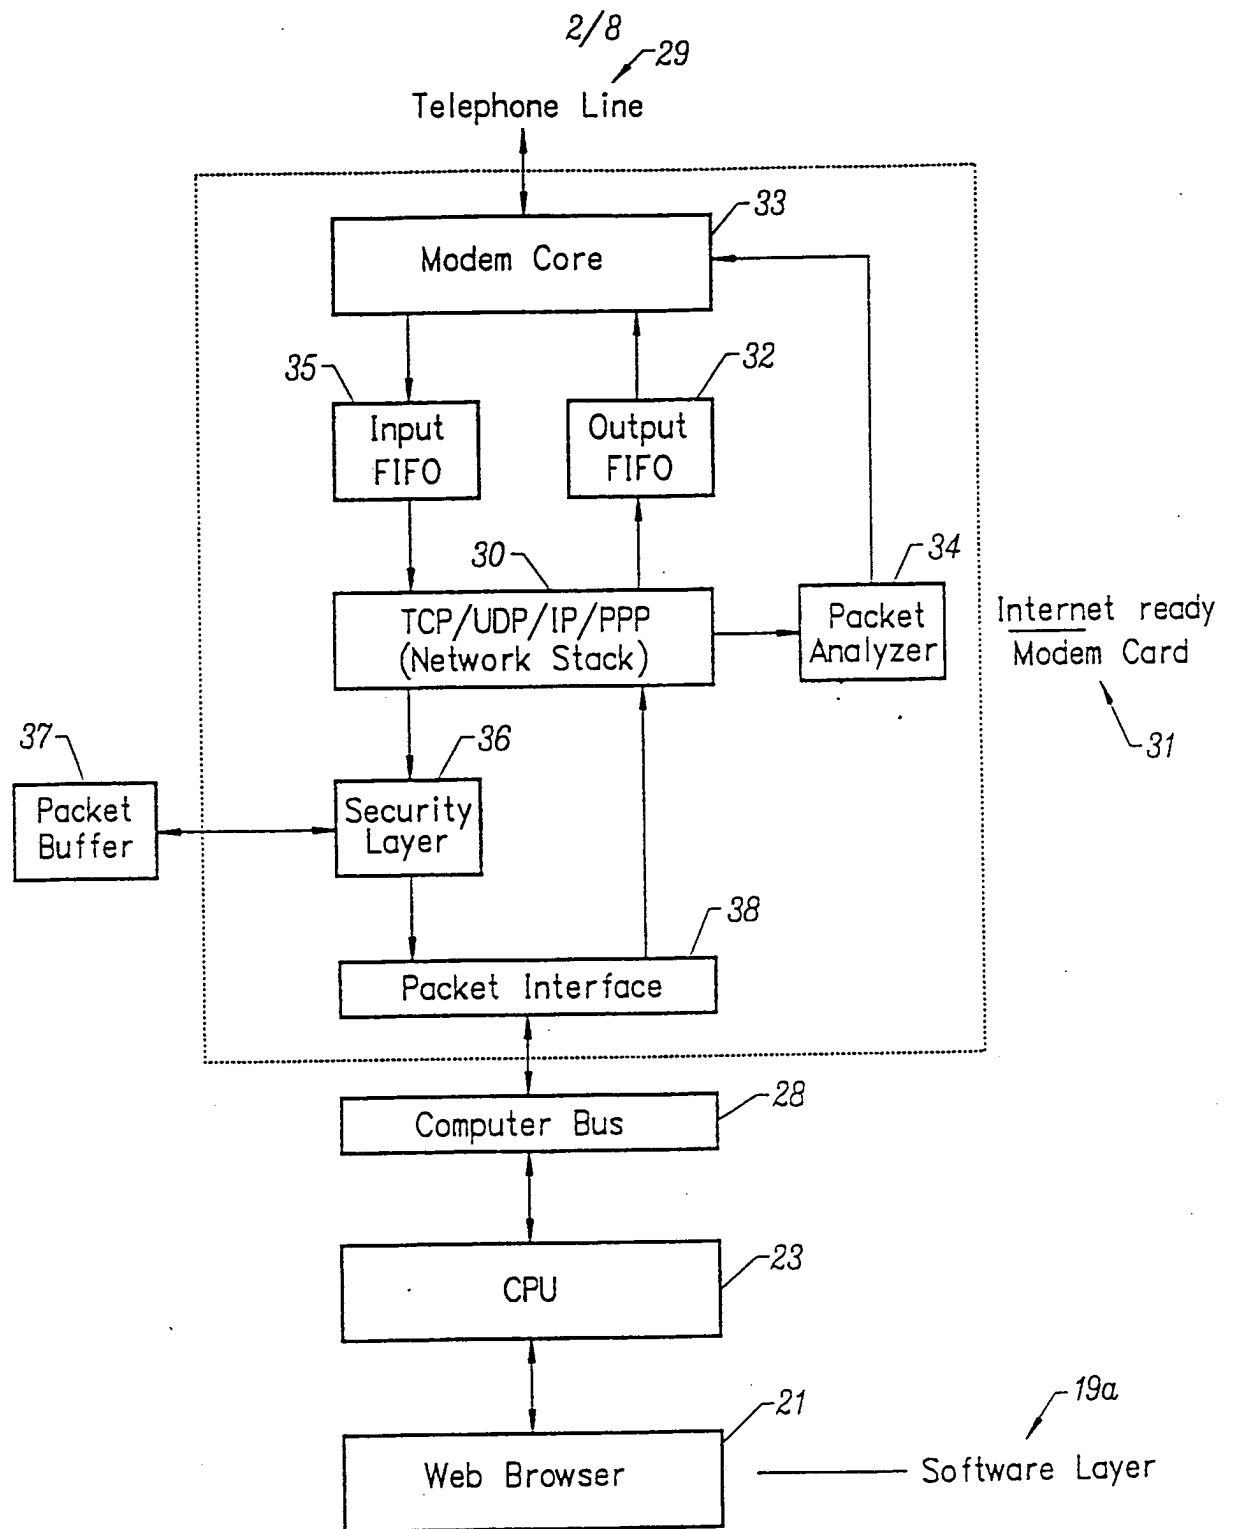 2/8
29
Telephone Line
33
Modem Core
35
32
Input
FIFO
Output
FIFO
30
34
TCP/UDP/IP/PPP
(Network Stack)
Packet
Analyzer
Internet ready
Modem Card
31
37
36
Packet
Buffer
Security
Layer
38
Packet Interface
28
Computer Bus
23
CPU
21
19a
Web Browser
Software Layer